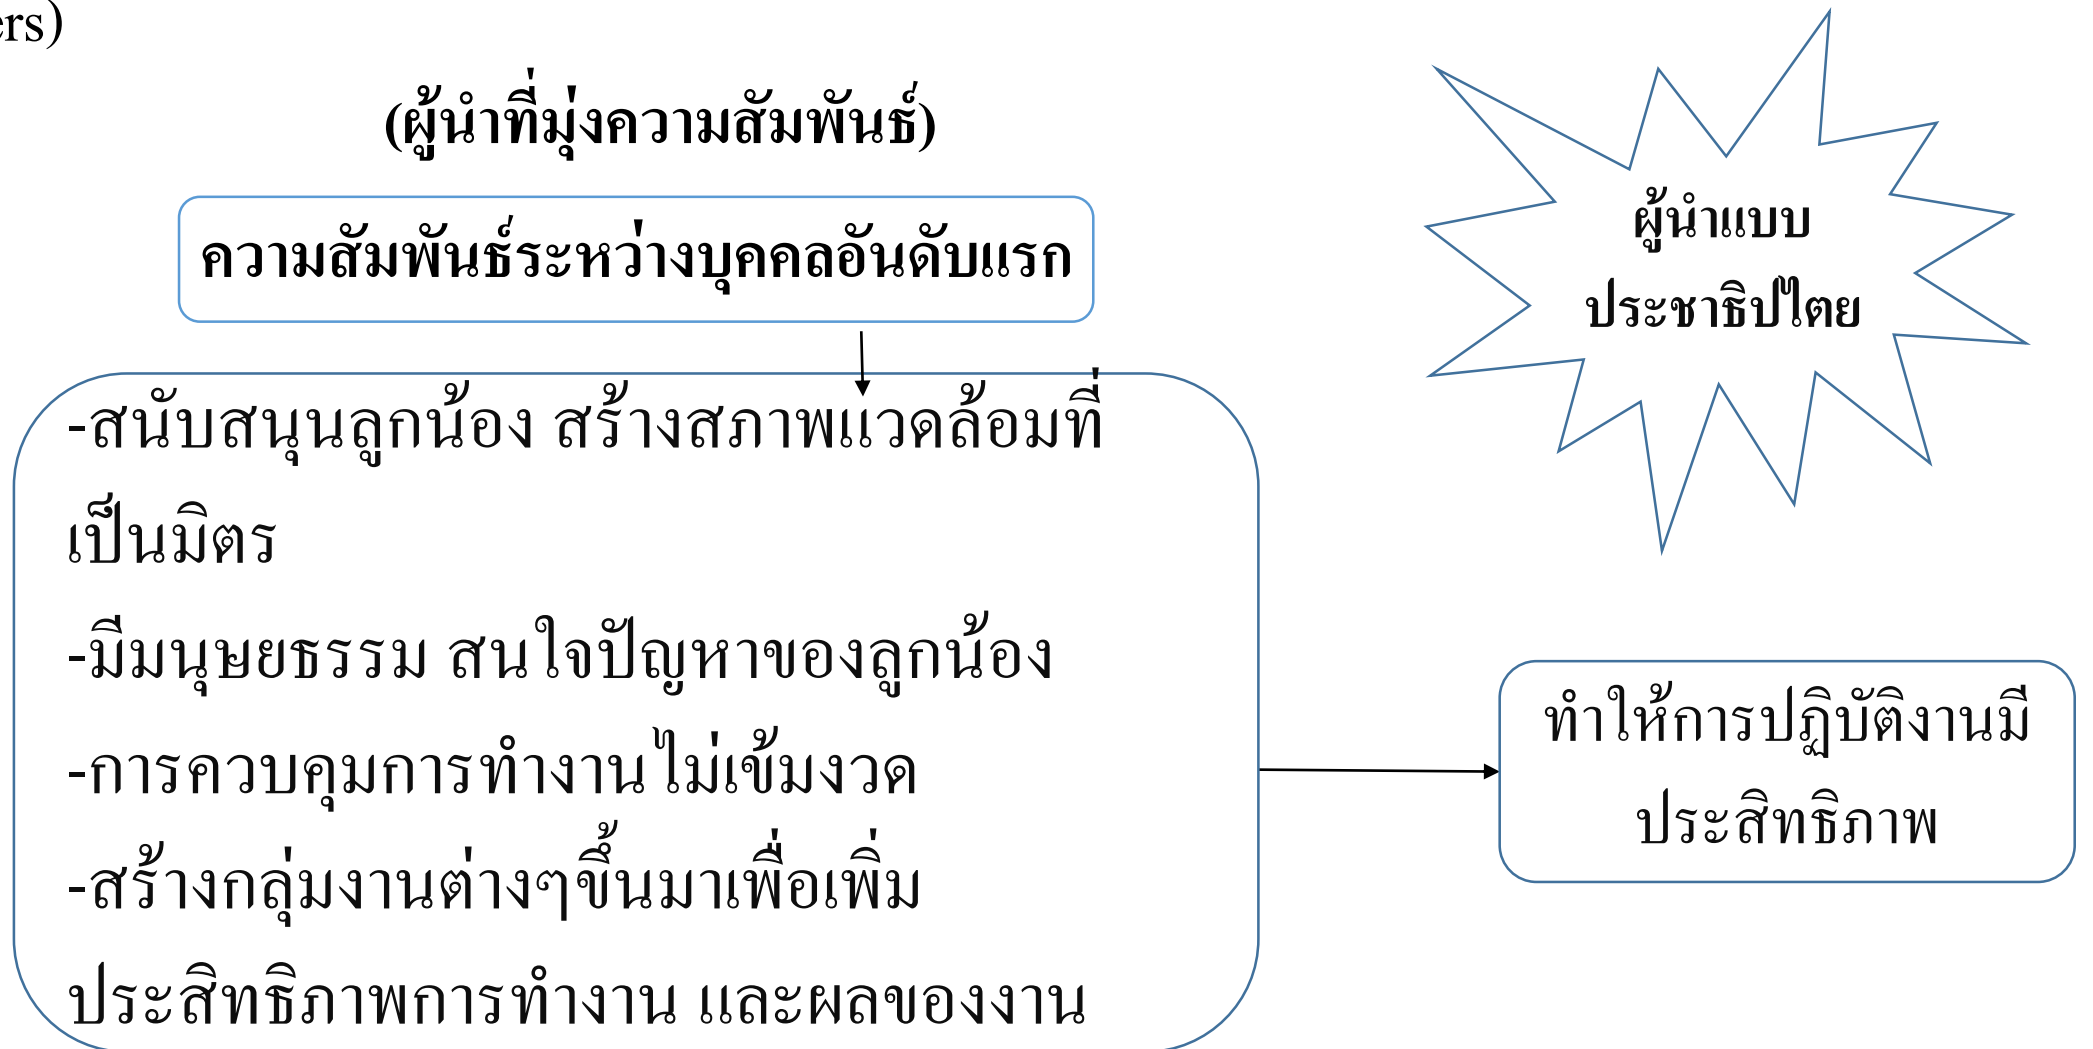 ers)
(ผู้นำที่มุ่งความสัมพันธ์)
ความสัมพันธ์ระหว่างบุคคลอันดับแรก
ผู้นำแบบ
ประชาธิปไตย
-สนับสนุนลูกน้อง สร้างสภาพแวดล้อมที่
เป็นมิตร
-มีมนุษยธรรม สนใจปัญหาของลูกน้อง
-การควบคุมการทำงานไม่เข้มงวด
-สร้างกลุ่มงานต่างๆขึ้นมาเพื่อเพิ่ม
ประสิทธิภาพการทำงาน และผลของงาน
ทำให้การปฏิบัติงานมี
ประสิทธิภาพ